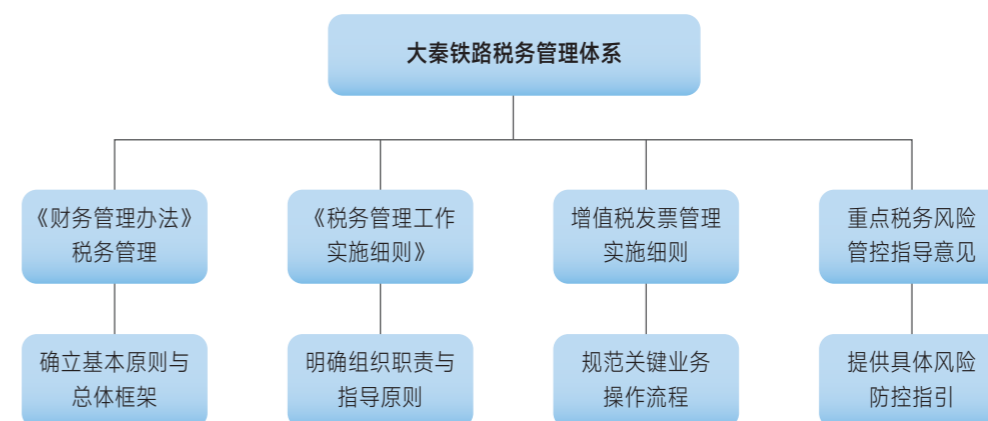 大秦铁路税务管理体系
《财务管理办法》
税务管理
《税务管理工作
实施细则》
增值税发票管理
实施细则
重点税务风险
管控指导意见
确立基本原则与
总体框架
明确组织职责与
指导原则
规范关键业务
操作流程
提供具体风险
防控指引